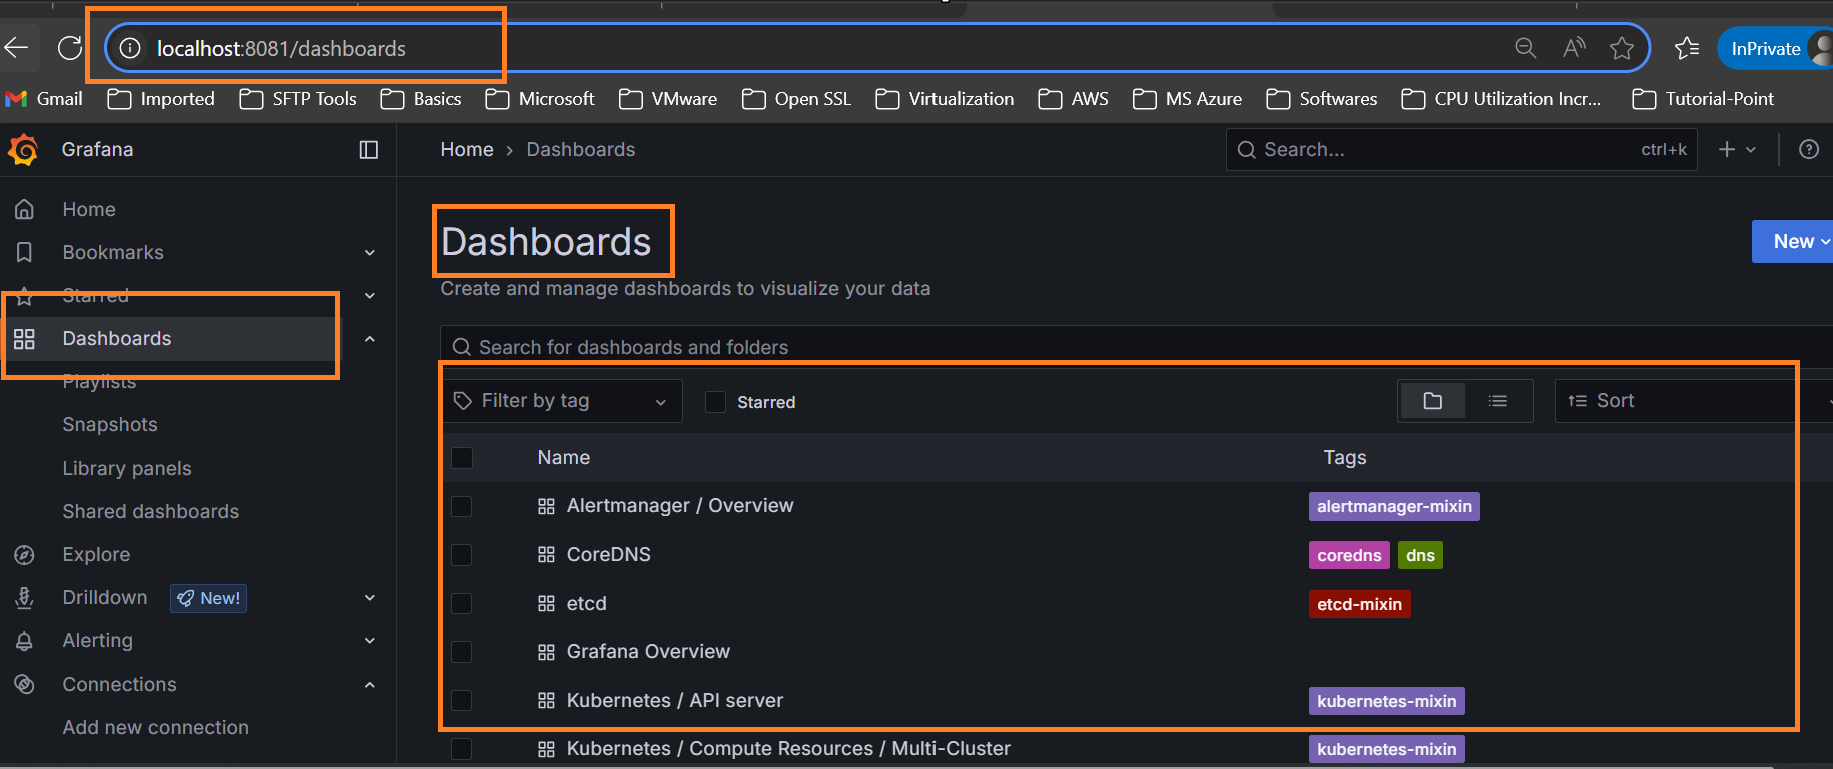 localhost:8081/dashboards
InPrivate
Gmail Imported SFTP Tools Basics Microsoft VMware Open SSL Virtualization AWS MS Azure Softwares CPU Utilization Incr... Tutorial-Point
Grafana
Home › Dashboards
Search... ctrl+k
Home
Bookmarks
Starred
Dashboards
Playlists
Snapshots
Library panels
Shared dashboards
Explore
Drilldown New!
Alerting
Connections
Add new connection
Dashboards
New
Create and manage dashboards to visualize your data
Search for dashboards and folders
Filter by tag Starred Sort
Name Tags
Alertmanager / Overview alertmanager-mixin
CoreDNS coredns dns
etcd etcd-mixin
Grafana Overview
Kubernetes / API server kubernetes-mixin
Kubernetes / Compute Resources / Multi-Cluster kubernetes-mixin